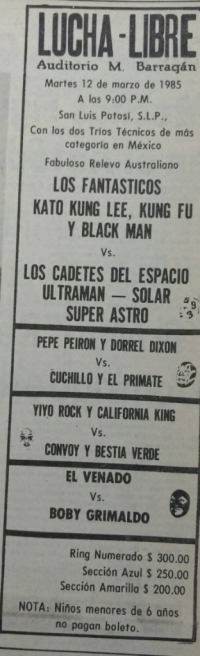 LUCHA-LIBRE
Auditorio M. Barragán
Martes 12 de marzo de 1985
A las 9:00 P.M.
San Luis Potosí, S.L.P.,
Con los dos Tríos Técnicos de más
categoría en México
Fabuloso Relevo Australiano
LOS FANTASTICOS
KATO KUNG LEE, KUNG FU
Y BLACK MAN
Vs.
LOS CADETES DEL ESPACIO
ULTRAMAN — SOLAR
SUPER ASTRO
PEPE PEIRON Y DORREL DIXON
Vs.
CUCHILLO Y EL PRIMATE
YIYO ROCK Y CALIFORNIA KING
Vs.
CONVOY Y BESTIA VERDE
EL VENADO
Vs.
BOBY GRIMALDO
Ring Numerado $ 300.00
Sección Azul $ 250.00
Sección Amarilla $ 200.00
NOTA: Niños menores de 6 años
no pagan boleto.